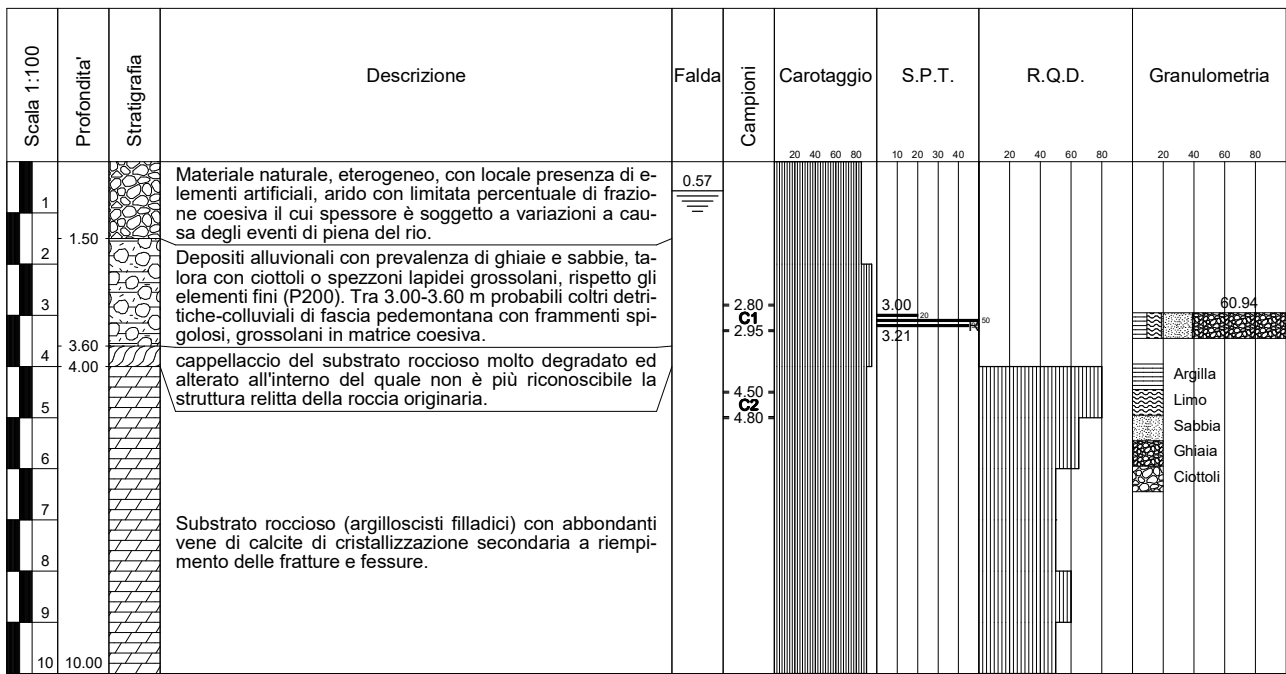 Scala 1:100
Profondita'
Stratigrafia
Descrizione
Falda
Campioni
Carotaggio
S.P.T.
R.Q.D.
Granulometria
20 40 60 80
10 20 30 40
20 40 60 80
20 40 60 80
Materiale naturale, eterogeneo, con locale presenza di e-
lementi artificiali, arido con limitata percentuale di frazio-
ne coesiva il cui spessore è soggetto a variazioni a cau-
sa degli eventi di piena del rio.
0.57
1
1.50
Depositi alluvionali con prevalenza di ghiaie e sabbie, ta-
lora con ciottoli o spezzoni lapidei grossolani, rispetto gli
elementi fini (P200). Tra 3.00-3.60 m probabili coltri detri-
tiche-colluviali di fascia pedemontana con frammenti spi-
golosi, grossolani in matrice coesiva.
2
3
2.80
C1
2.95
3.00
20
50
R
3.21
60.94
3.60
4
4.00
cappellaccio del substrato roccioso molto degradato ed
alterato all'interno del quale non è più riconoscibile la
struttura relitta della roccia originaria.
4.50
C2
4.80
Argilla
Limo
Sabbia
Ghiaia
Ciottoli
5
6
7
Substrato roccioso (argilloscisti filladici) con abbondanti
vene di calcite di cristallizzazione secondaria a riempi-
mento delle fratture e fessure.
8
9
10 10.00